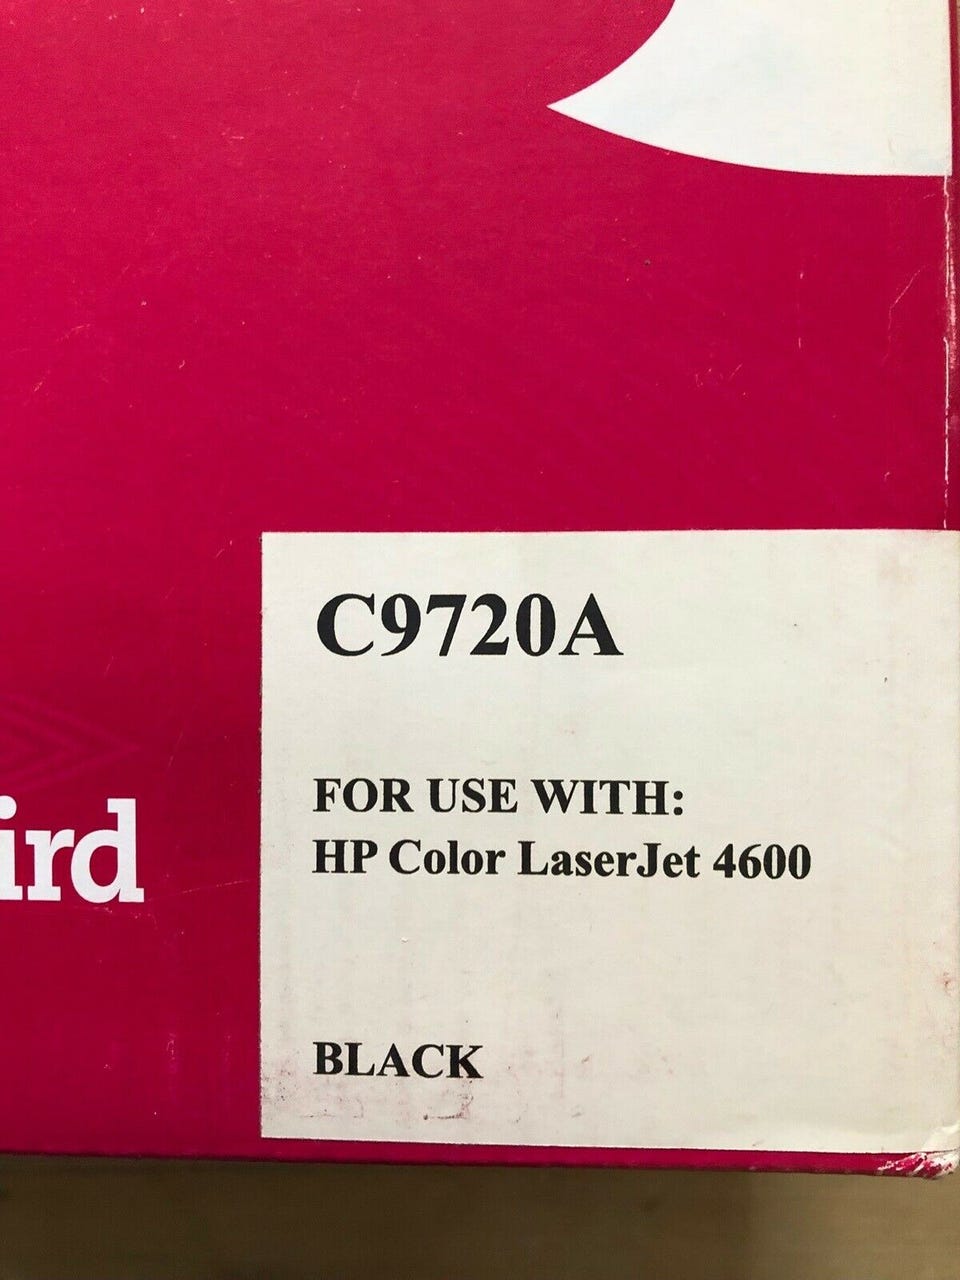 C9720A
FOR USE WITH:
HP Color LaserJet 4600
ird
BLACK